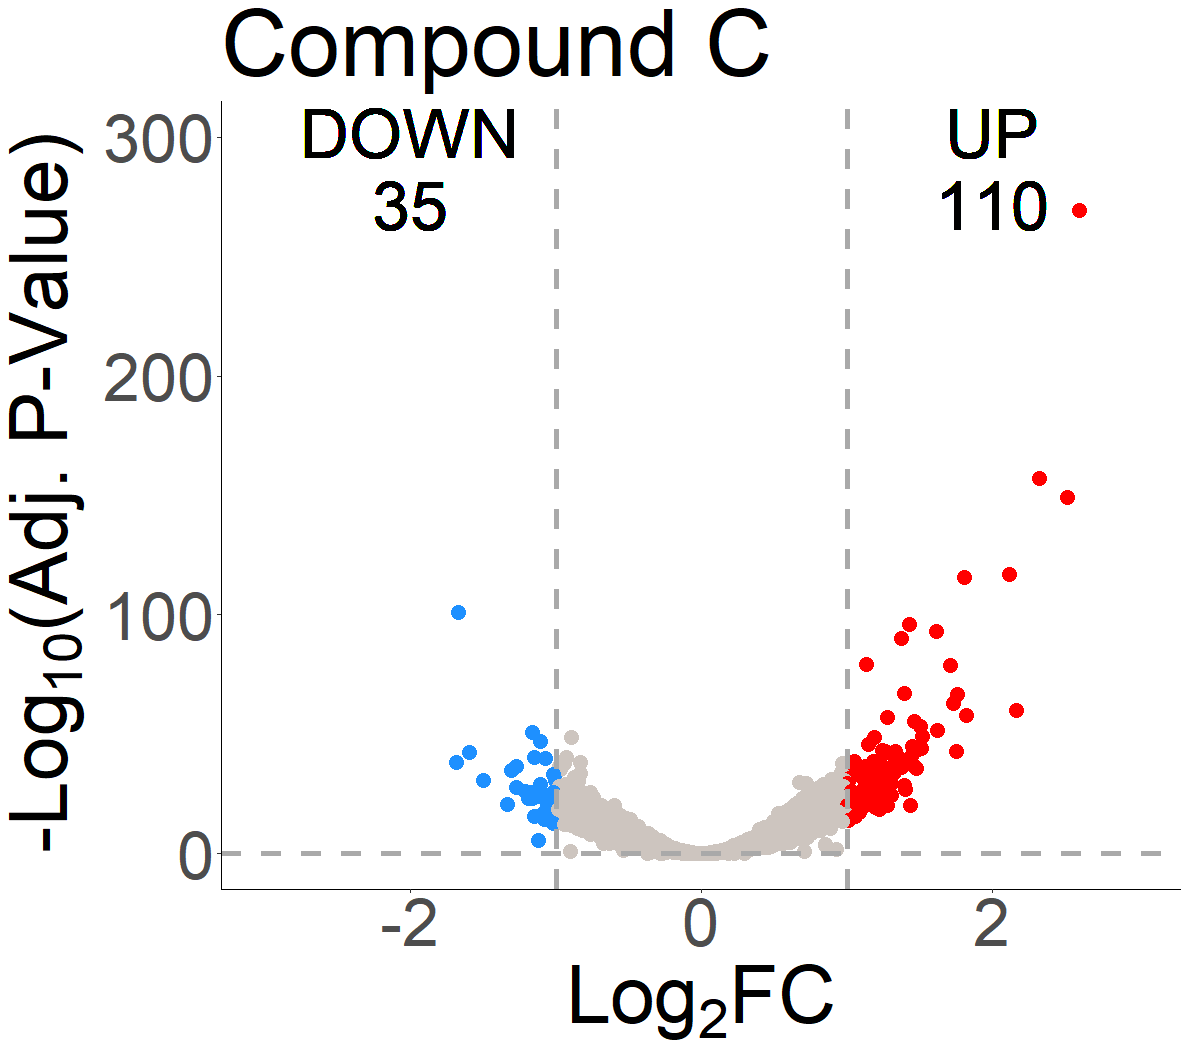 Compound C
DOWN
35
UP
110
-Log₁₀(Adj. P-Value)
300
200
100
0
-2
0
2
Log₂FC